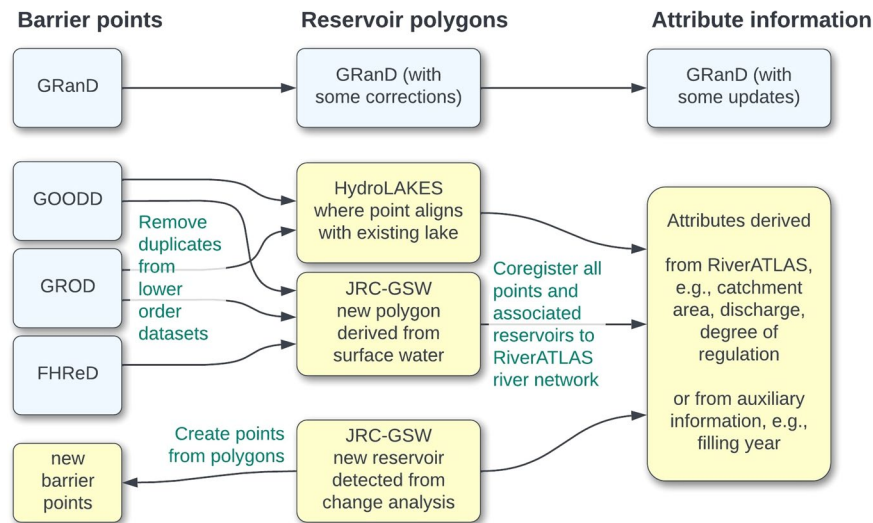 Barrier points
Reservoir polygons
Attribute information
GRanD
GRanD (with
some corrections)
GRanD (with
some updates)
GOODD
GROD
FHReD
Remove
duplicates
from
lower
order
datasets
HydroLAKES
where point aligns
with existing lake
JRC-GSW
new polygon
derived from
surface water
Coregister all
points and
associated
reservoirs to
RiverATLAS
river network
Attributes derived
from RiverATLAS,
e.g., catchment
area, discharge,
degree of
regulation
or from auxiliary
information, e.g.,
filling year
new
barrier
points
Create points
from polygons
JRC-GSW
new reservoir
detected from
change analysis